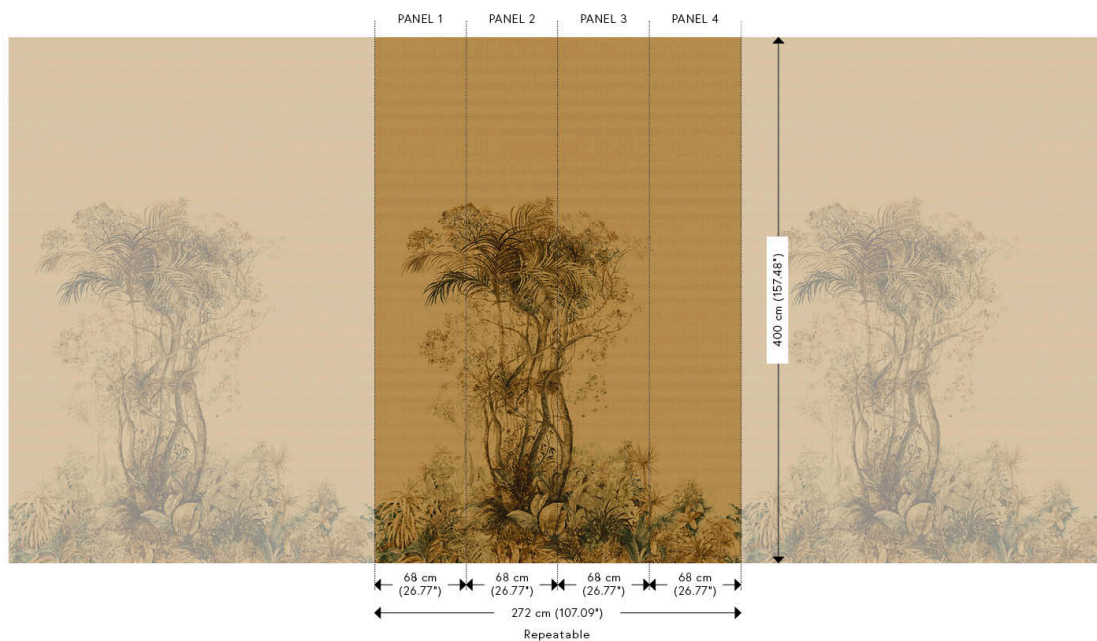 PANEL 1
PANEL 2
PANEL 3
PANEL 4
400 cm (157.48")
68 cm
(26.77")
68 cm
(26.77")
68 cm
(26.77")
68 cm
(26.77")
272 cm (107.09")
Repeatable